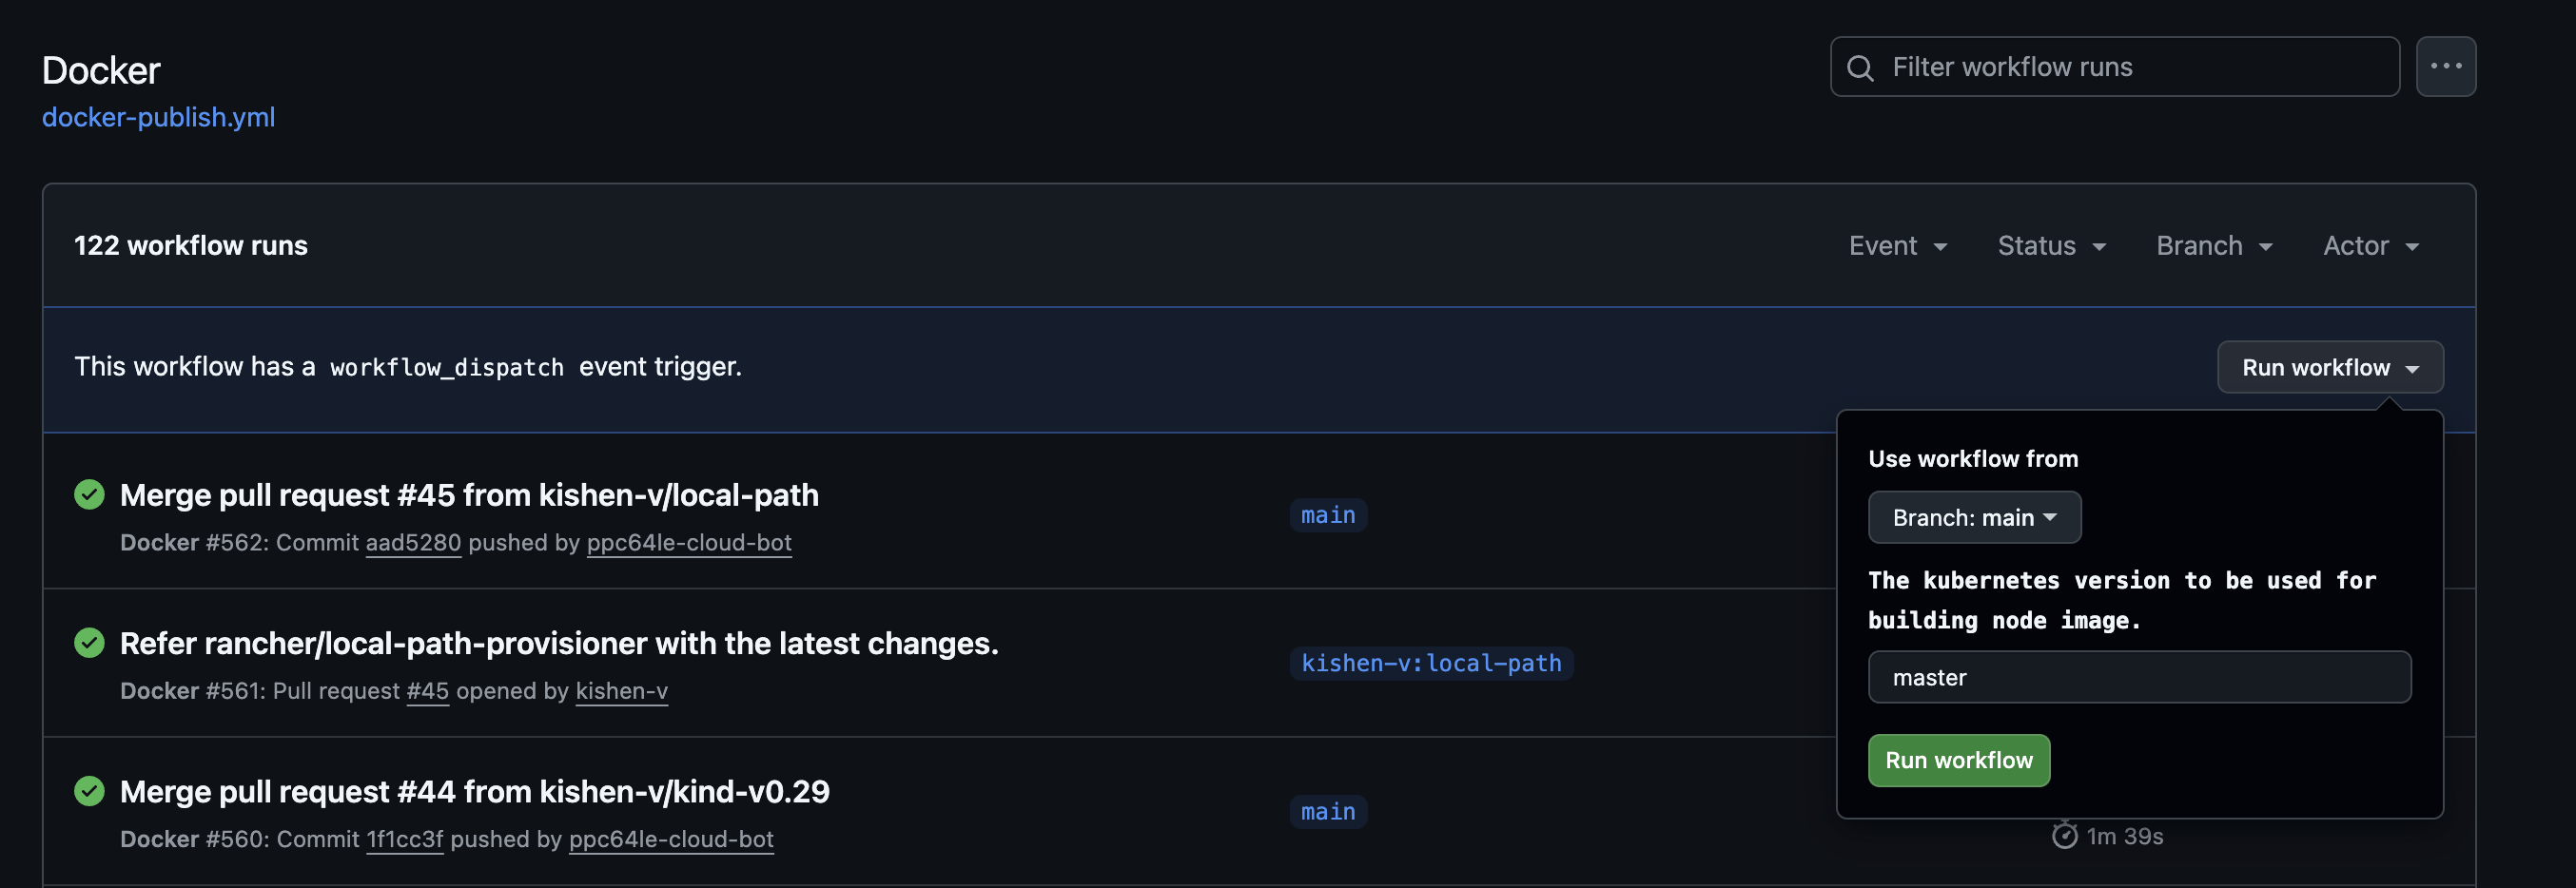 Docker
docker-publish.yml
Filter workflow runs
122 workflow runs
Event Status Branch Actor
This workflow has a workflow_dispatch event trigger.
Run workflow
Use workflow from
Branch: main
The kubernetes version to be used for
building node image.
master
Run workflow
Merge pull request #45 from kishen-v/local-path
main
Docker #562: Commit aad5280 pushed by ppc64le-cloud-bot
Refer rancher/local-path-provisioner with the latest changes.
kishen-v:local-path
Docker #561: Pull request #45 opened by kishen-v
Merge pull request #44 from kishen-v/kind-v0.29
main
Docker #560: Commit 1f1cc3f pushed by ppc64le-cloud-bot
1m 39s